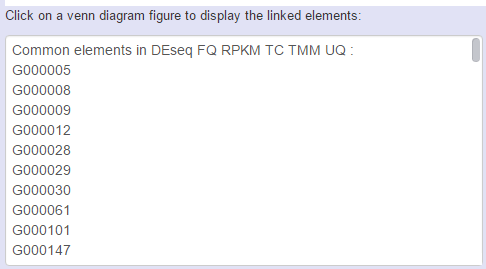 Click on a venn diagram figure to display the linked elements:
Common elements in DEseq FQ RPKM TC TMM UQ :
G000005
G000008
G000009
G000012
G000028
G000029
G000030
G000061
G000101
G000147